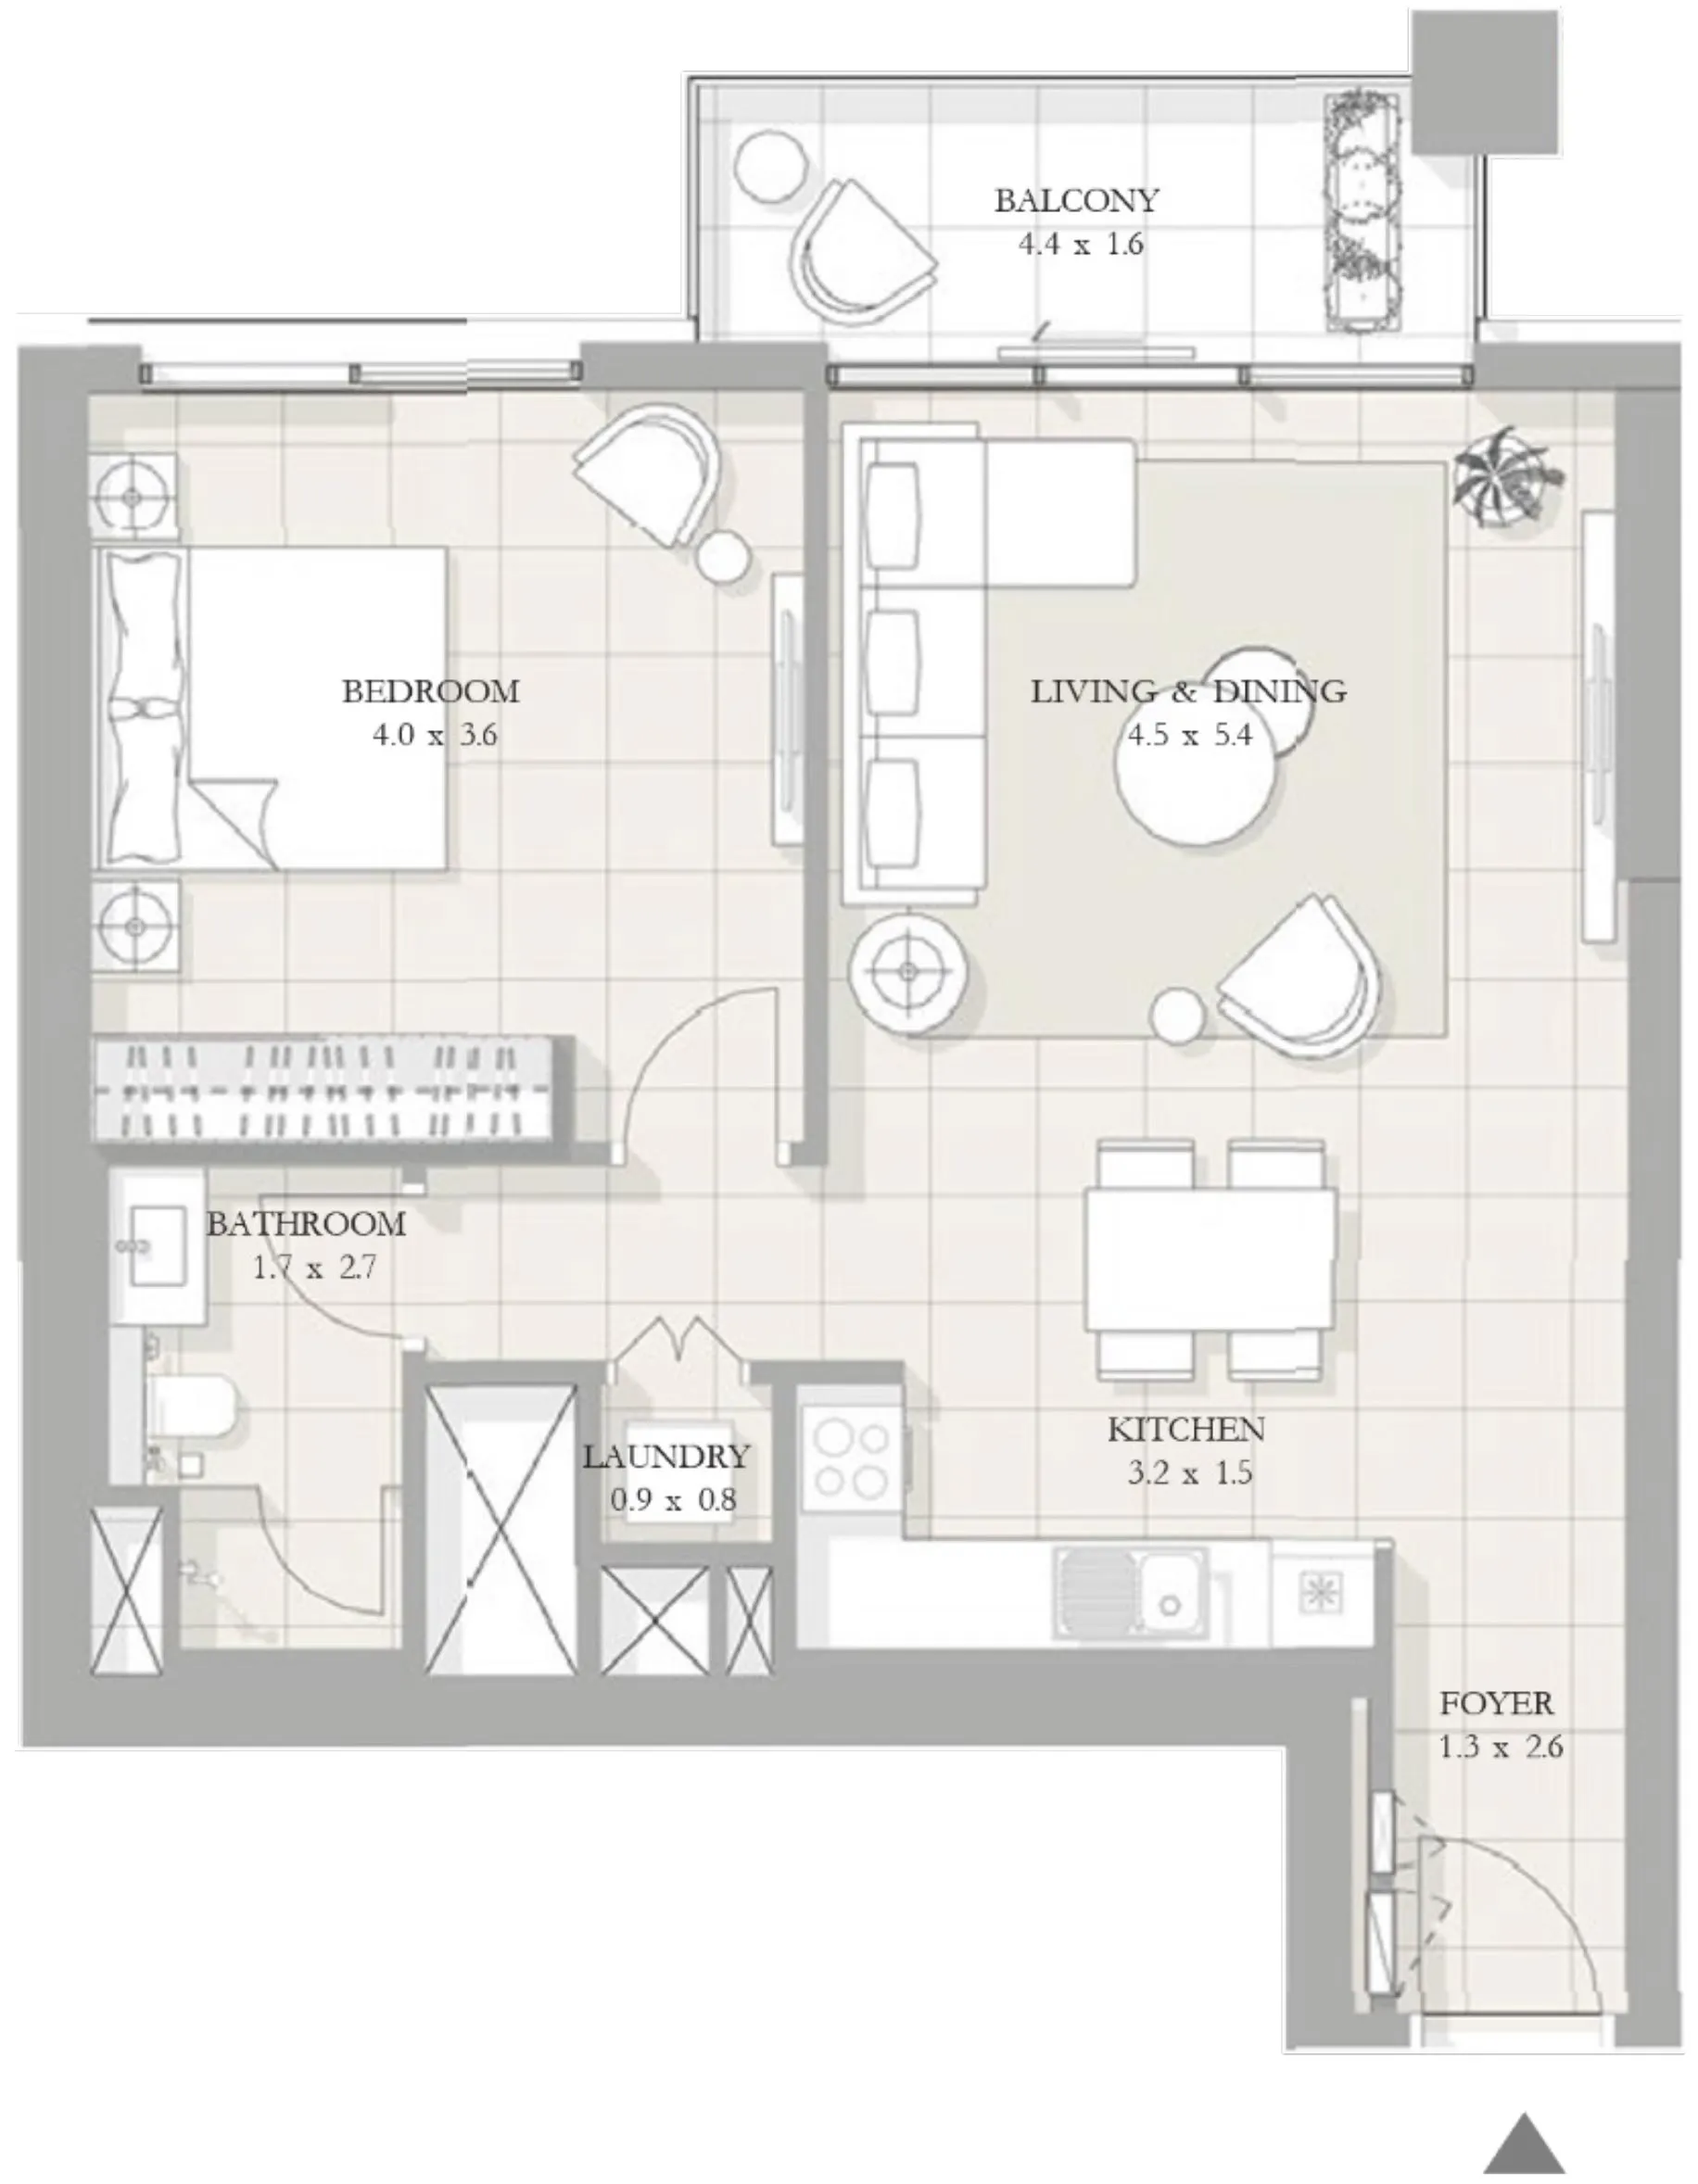 BALCONY
4.4 x 1.6
BEDROOM
4.0 x 3.6
LIVING & DINING
4.5 x 5.4
BATHROOM
1.7 x 2.7
KITCHEN
3.2 x 1.5
LAUNDRY
0.9 x 0.8
FOYER
1.3 x 2.6